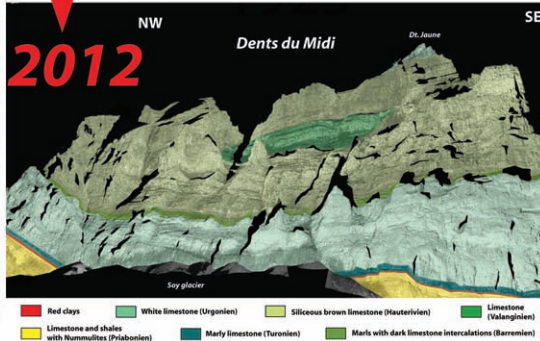 NW
SE
2012
Dents du Midi
Dt. Jaune
Soy glacier
Red clays
White limestone (Urgonien)
Siliceous brown limestone (Hauterivien)
Limestone
(Valanginien)
Limestone and shales
with Nummulites (Priabonien)
Marly limestone (Turonien)
Marls with dark limestone intercalations (Barremien)